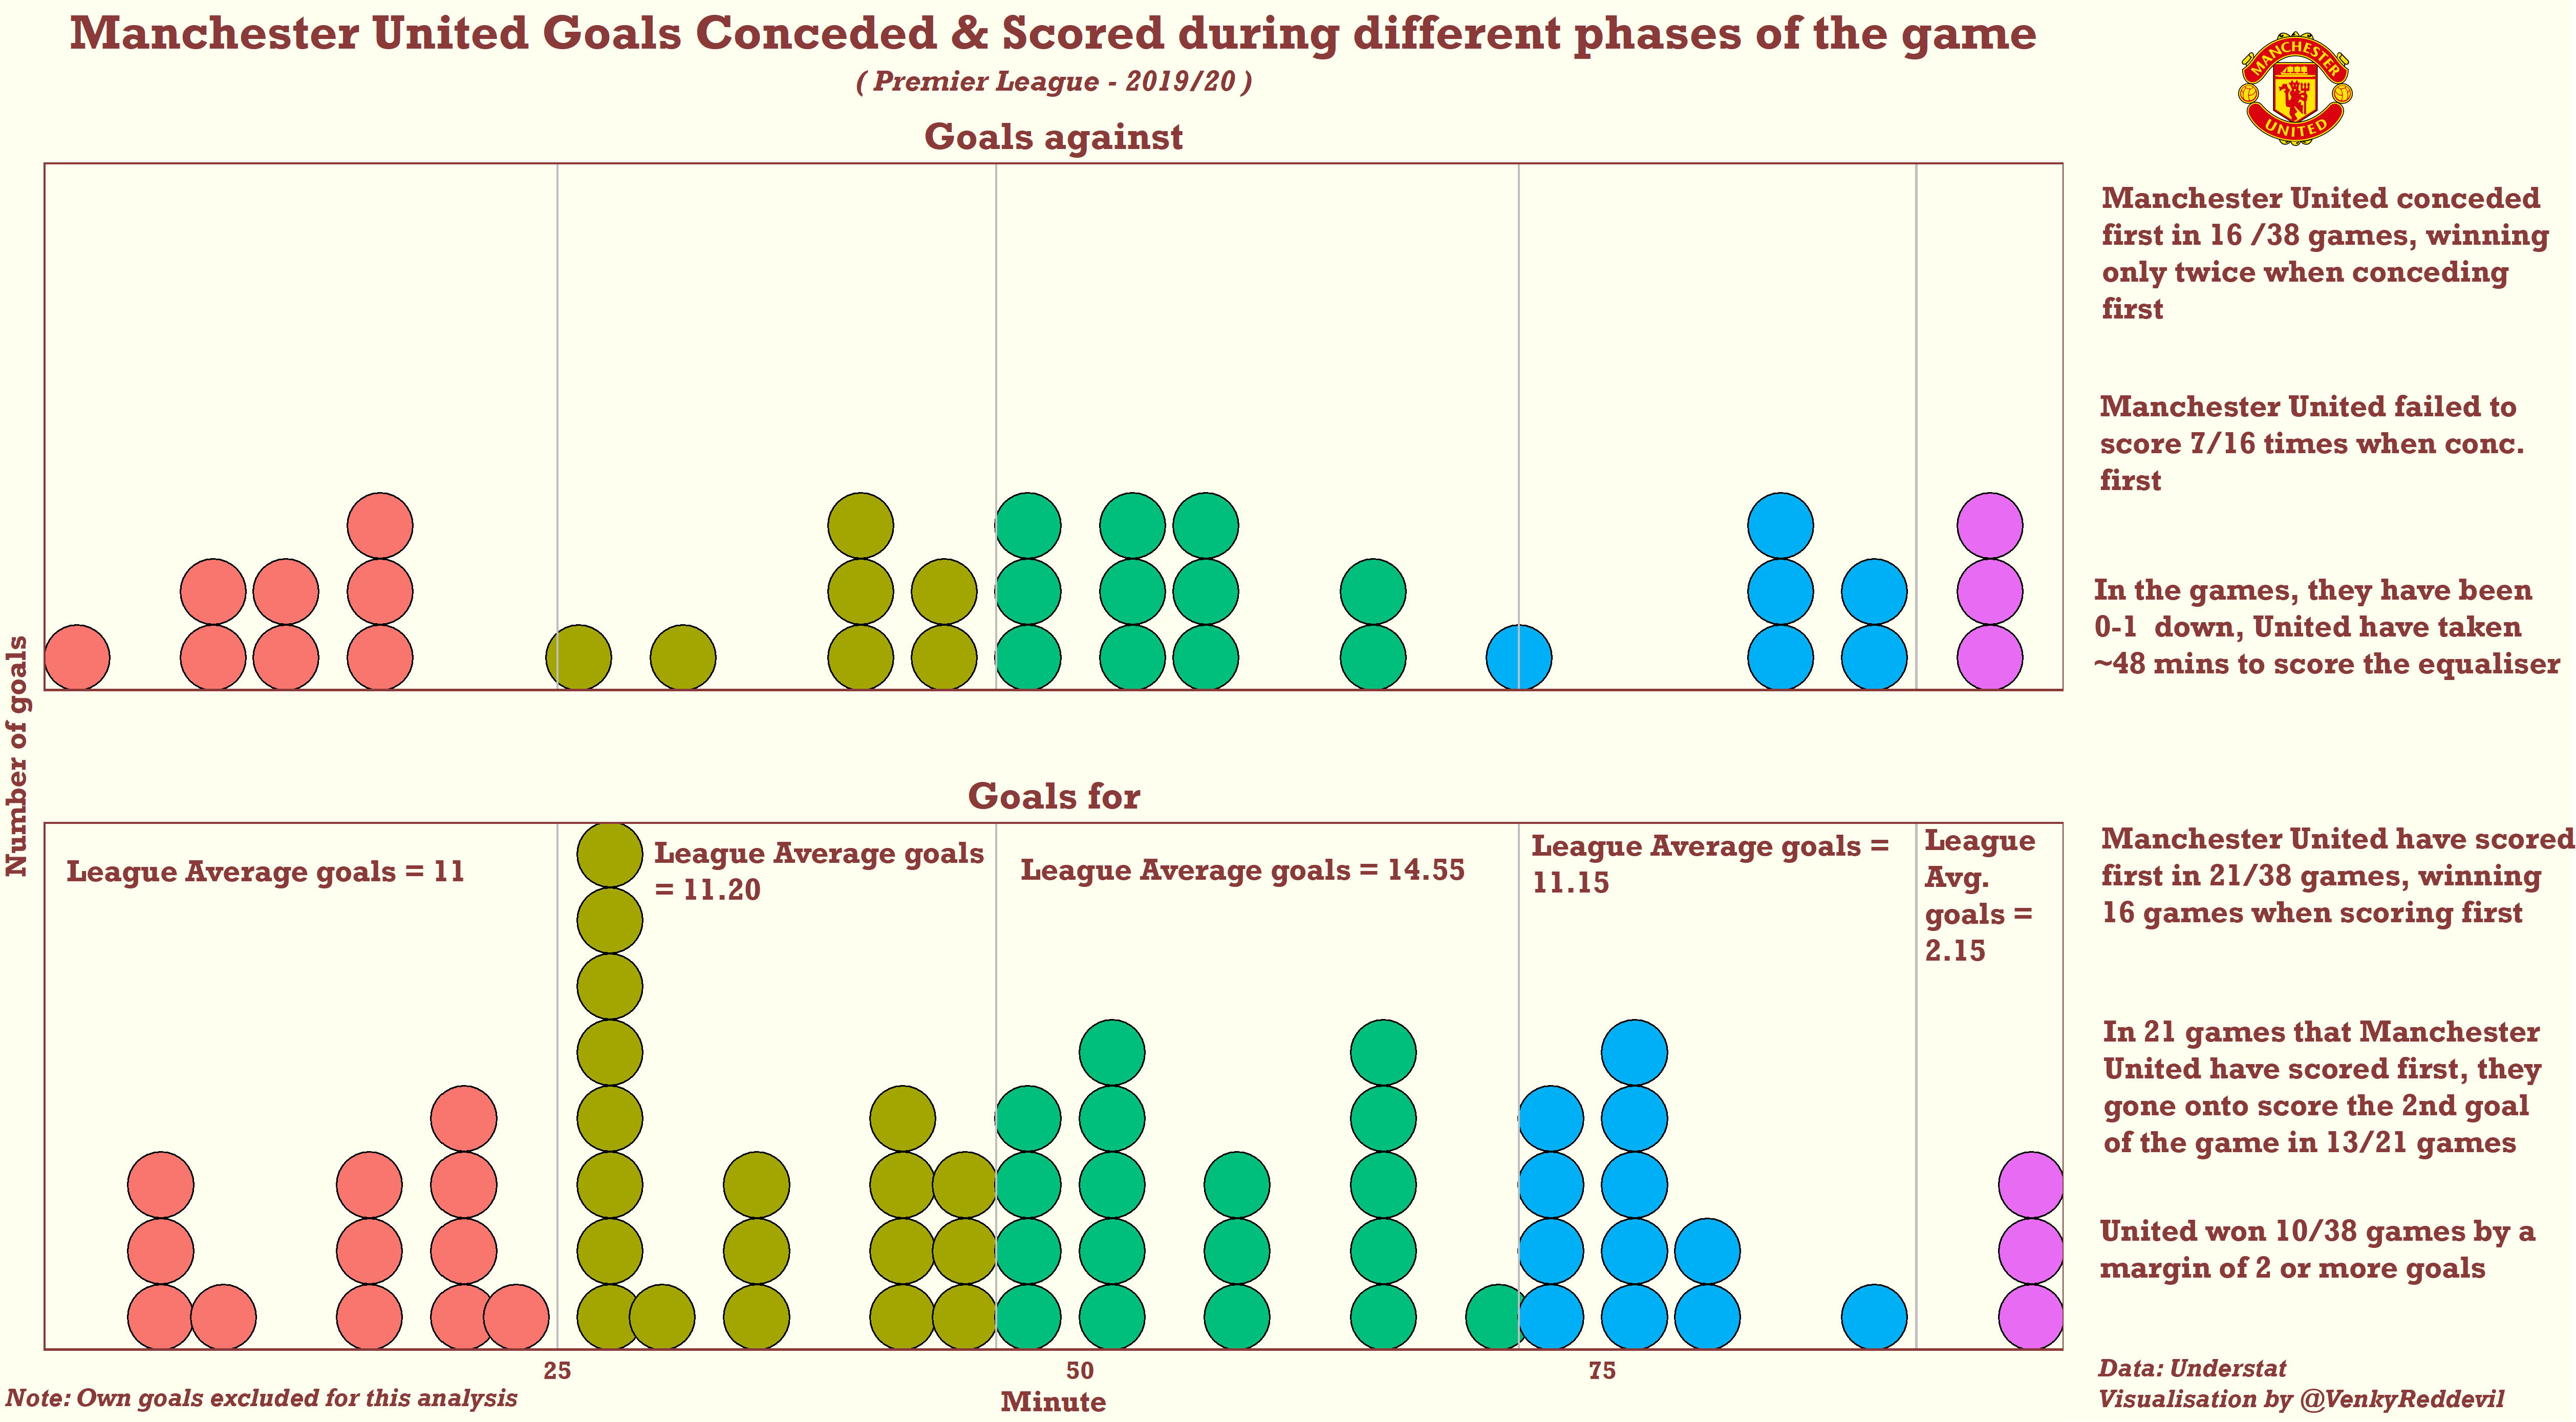 Manchester United Goals Conceded & Scored during different phases of the game
( Premier League - 2019/20 )
MANCHESTER
UNITED
Goals against
Manchester United conceded
first in 16 /38 games, winning
only twice when conceding
first
Manchester United failed to
score 7/16 times when conc.
first
In the games, they have been
0-1  down, United have taken
~48 mins to score the equaliser
Number of goals
Goals for
League Average goals = 11
League Average goals
= 11.20
League Average goals = 14.55
League Average goals =
11.15
League
Avg.
goals =
2.15
Manchester United have scored
first in 21/38 games, winning
16 games when scoring first
In 21 games that Manchester
United have scored first, they
gone onto score the 2nd goal
of the game in 13/21 games
United won 10/38 games by a
margin of 2 or more goals
25
50
75
Minute
Note: Own goals excluded for this analysis
Data: Understat
Visualisation by @VenkyReddevil